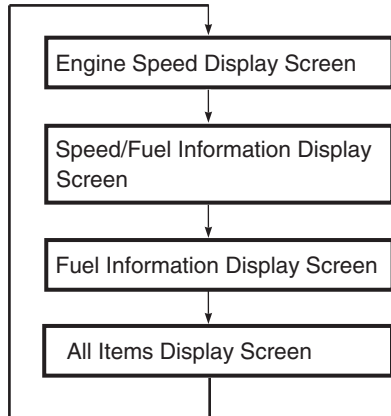 Engine Speed Display Screen
Speed/Fuel Information Display
Screen
Fuel Information Display Screen
All Items Display Screen